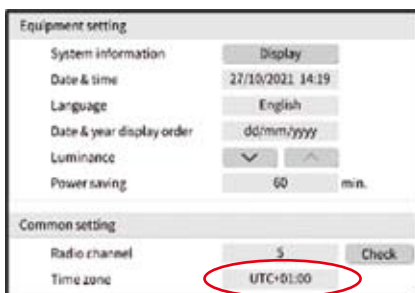 Equipment setting
System information Display
Date & time 27/10/2021 14:19
Language English
Date & year display order dd/mm/yyyy
Luminance
Power saving 60 min.
Common setting
Radio channel 5 Check
Time zone UTC+01:00